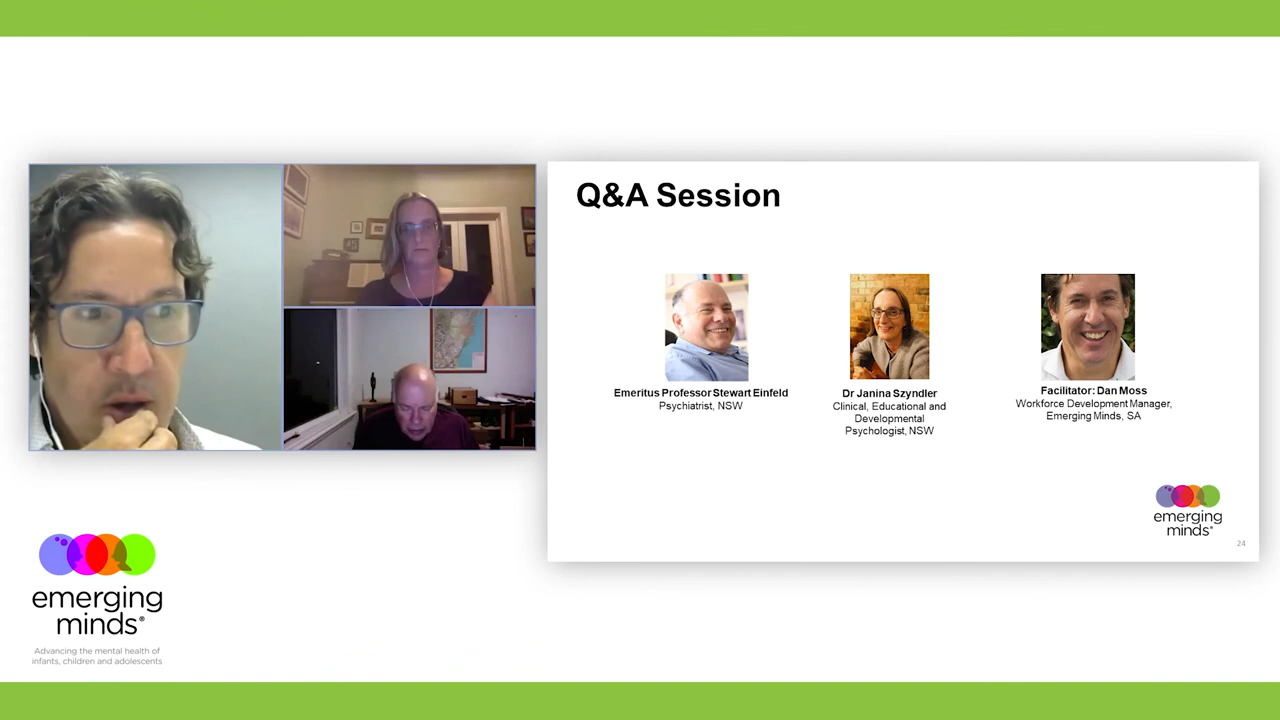 Q&A Session
Emeritus Professor Stewart Einfeld
Psychiatrist, NSW
Dr Janina Szyndler
Clinical, Educational and
Developmental
Psychologist, NSW
Facilitator: Dan Moss
Workforce Development Manager,
Emerging Minds, SA
emerging
minds®
24
emerging
minds®
Advancing the mental health of
infants, children and adolescents